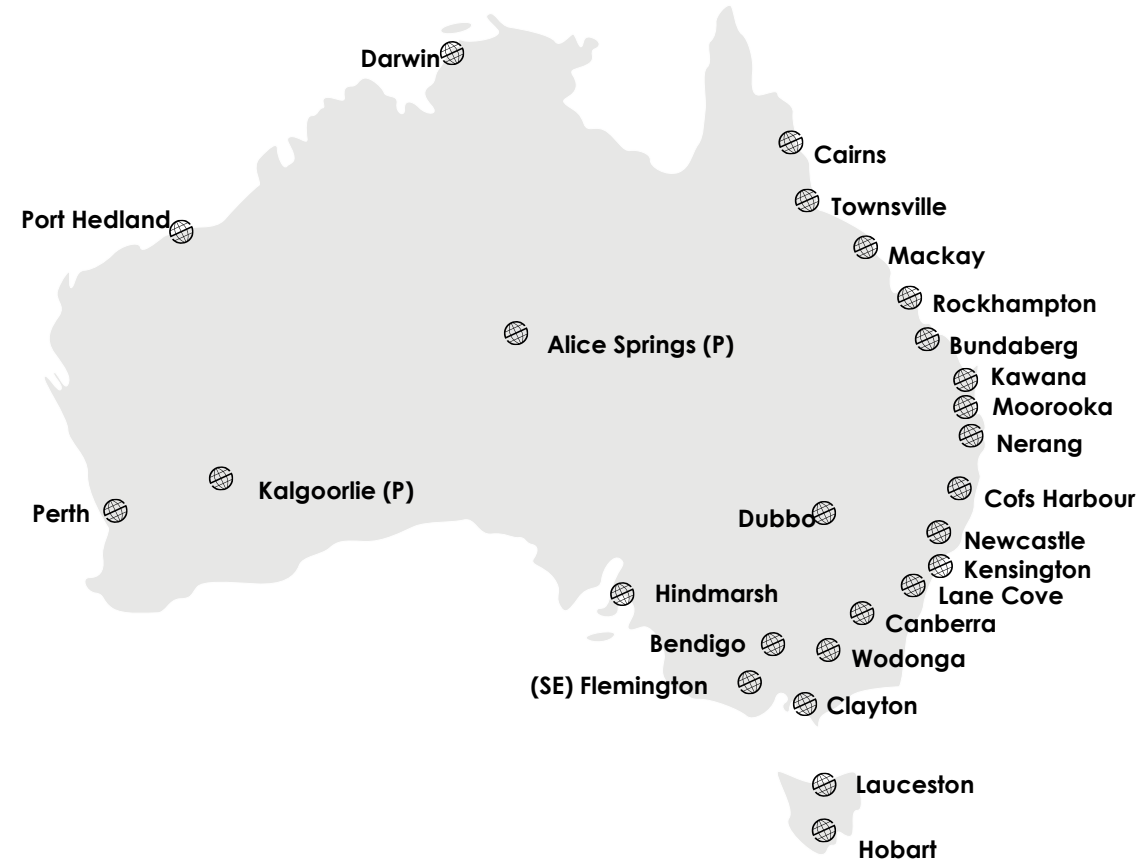 Darwin
Cairns
Townsville
Port Hedland
Mackay
Rockhampton
Alice Springs (P)
Bundaberg
Kawana
Moorooka
Nerang
Kalgoorlie (P)
Cofs Harbour
Perth
Dubbo
Newcastle
Kensington
Hindmarsh
Lane Cove
Canberra
Bendigo
Wodonga
(SE) Flemington
Clayton
Lauceston
Hobart